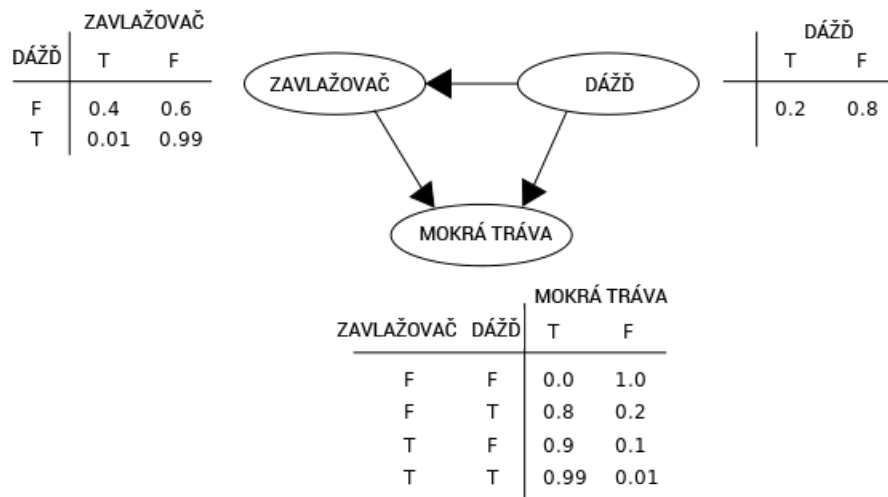 ZAVLAŽOVAČ
DÁŽĎ T F
F 0.4 0.6
T 0.01 0.99
ZAVLAŽOVAČ
DÁŽĎ
DÁŽĎ
T F
0.2 0.8
MOKRÁ TRÁVA
MOKRÁ TRÁVA
ZAVLAŽOVAČ DÁŽĎ T F
F F 0.0 1.0
F T 0.8 0.2
T F 0.9 0.1
T T 0.99 0.01